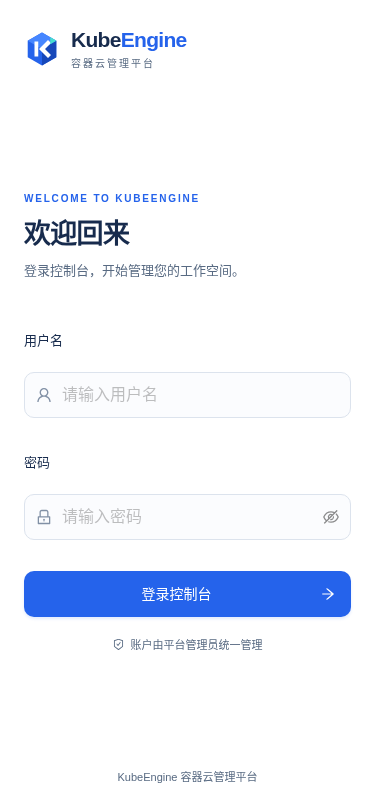 KubeEngine
容器云管理平台
WELCOME TO KUBEENGINE
欢迎回来
登录控制台，开始管理您的工作空间。
用户名
请输入用户名
密码
请输入密码
登录控制台
账户由平台管理员统一管理
KubeEngine 容器云管理平台